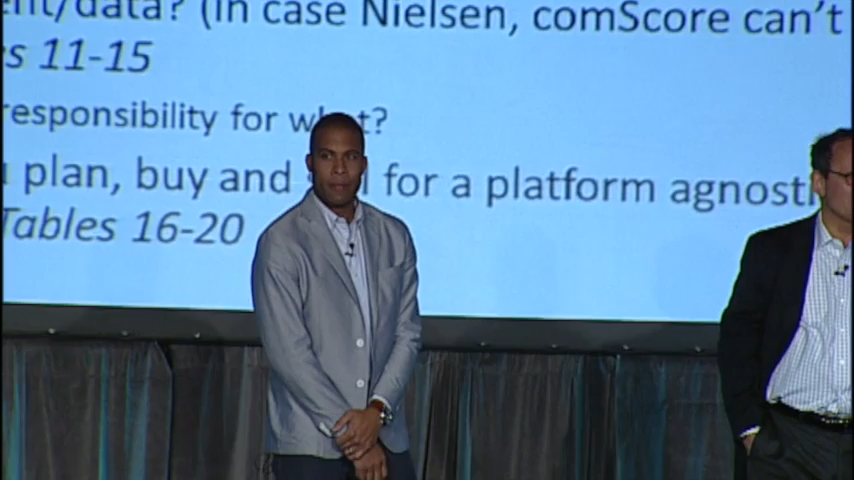 ent/data? (In case Nielsen, comScore can't
s 11-15
responsibility for what?
plan, buy and for a platform agnosti
Tables 16-20